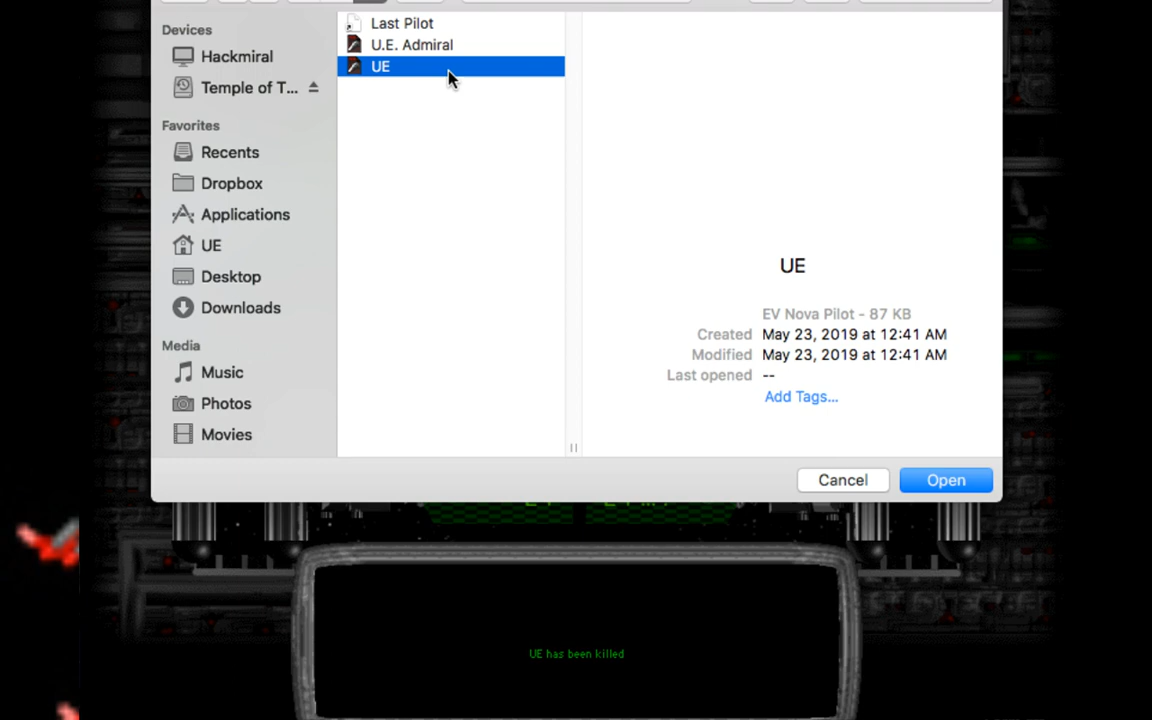 Devices
Hackmiral
Temple of T...
Favorites
Recents
Dropbox
Applications
UE
Desktop
Downloads
Media
Music
Photos
Movies
Last Pilot
U.E. Admiral
UE
UE
EV Nova Pilot - 87 KB
Created May 23, 2019 at 12:41 AM
Modified May 23, 2019 at 12:41 AM
Last opened --
Add Tags...
Cancel
Open
UE has been killed